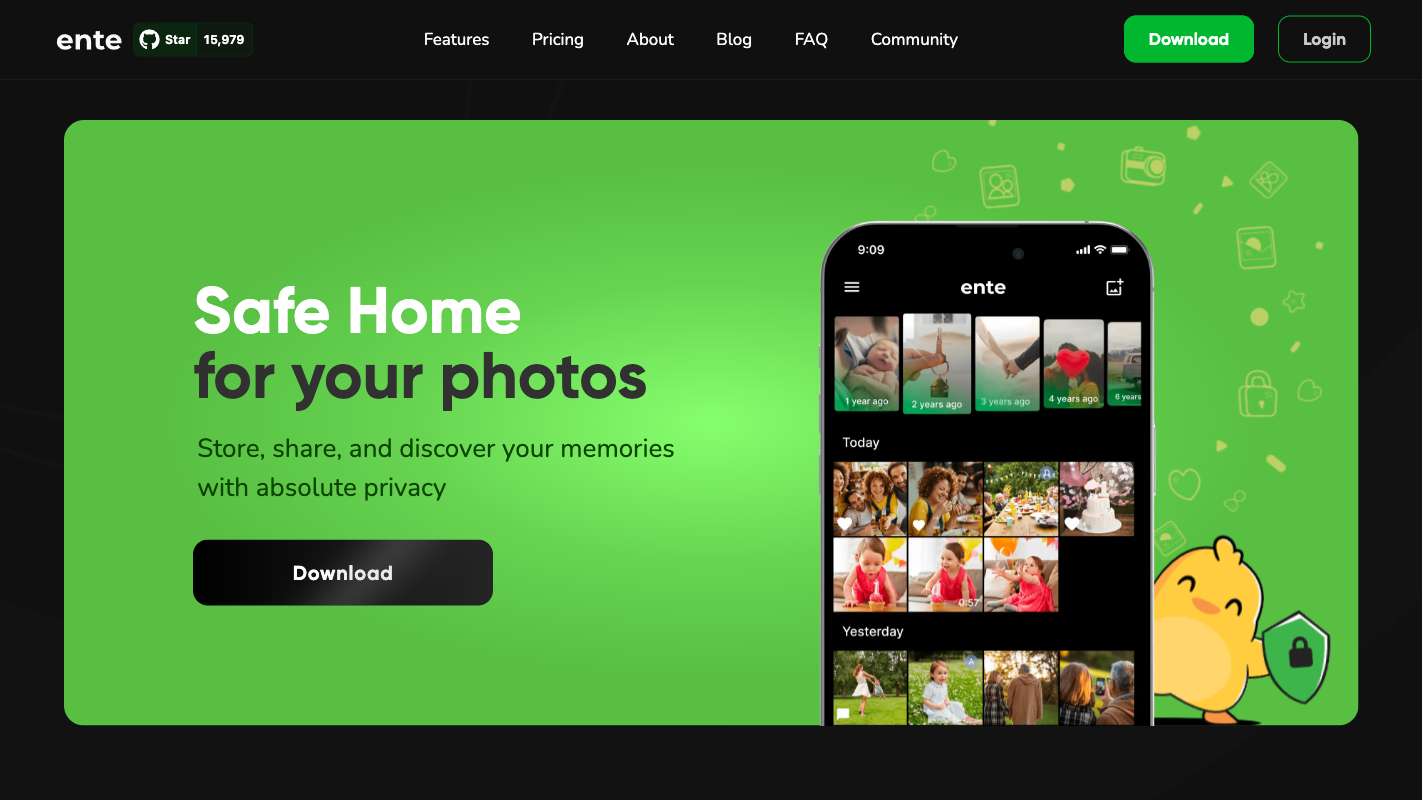 ente
Star 15,979
Features
Pricing
About
Blog
FAQ
Community
Download
Login
Safe Home
for your photos
Store, share, and discover your memories
with absolute privacy
Download
9:09
ente
1 year ago
2 years ago
3 years ago
4 years ago
6 years
Today
A
1
0:57
Yesterday
A